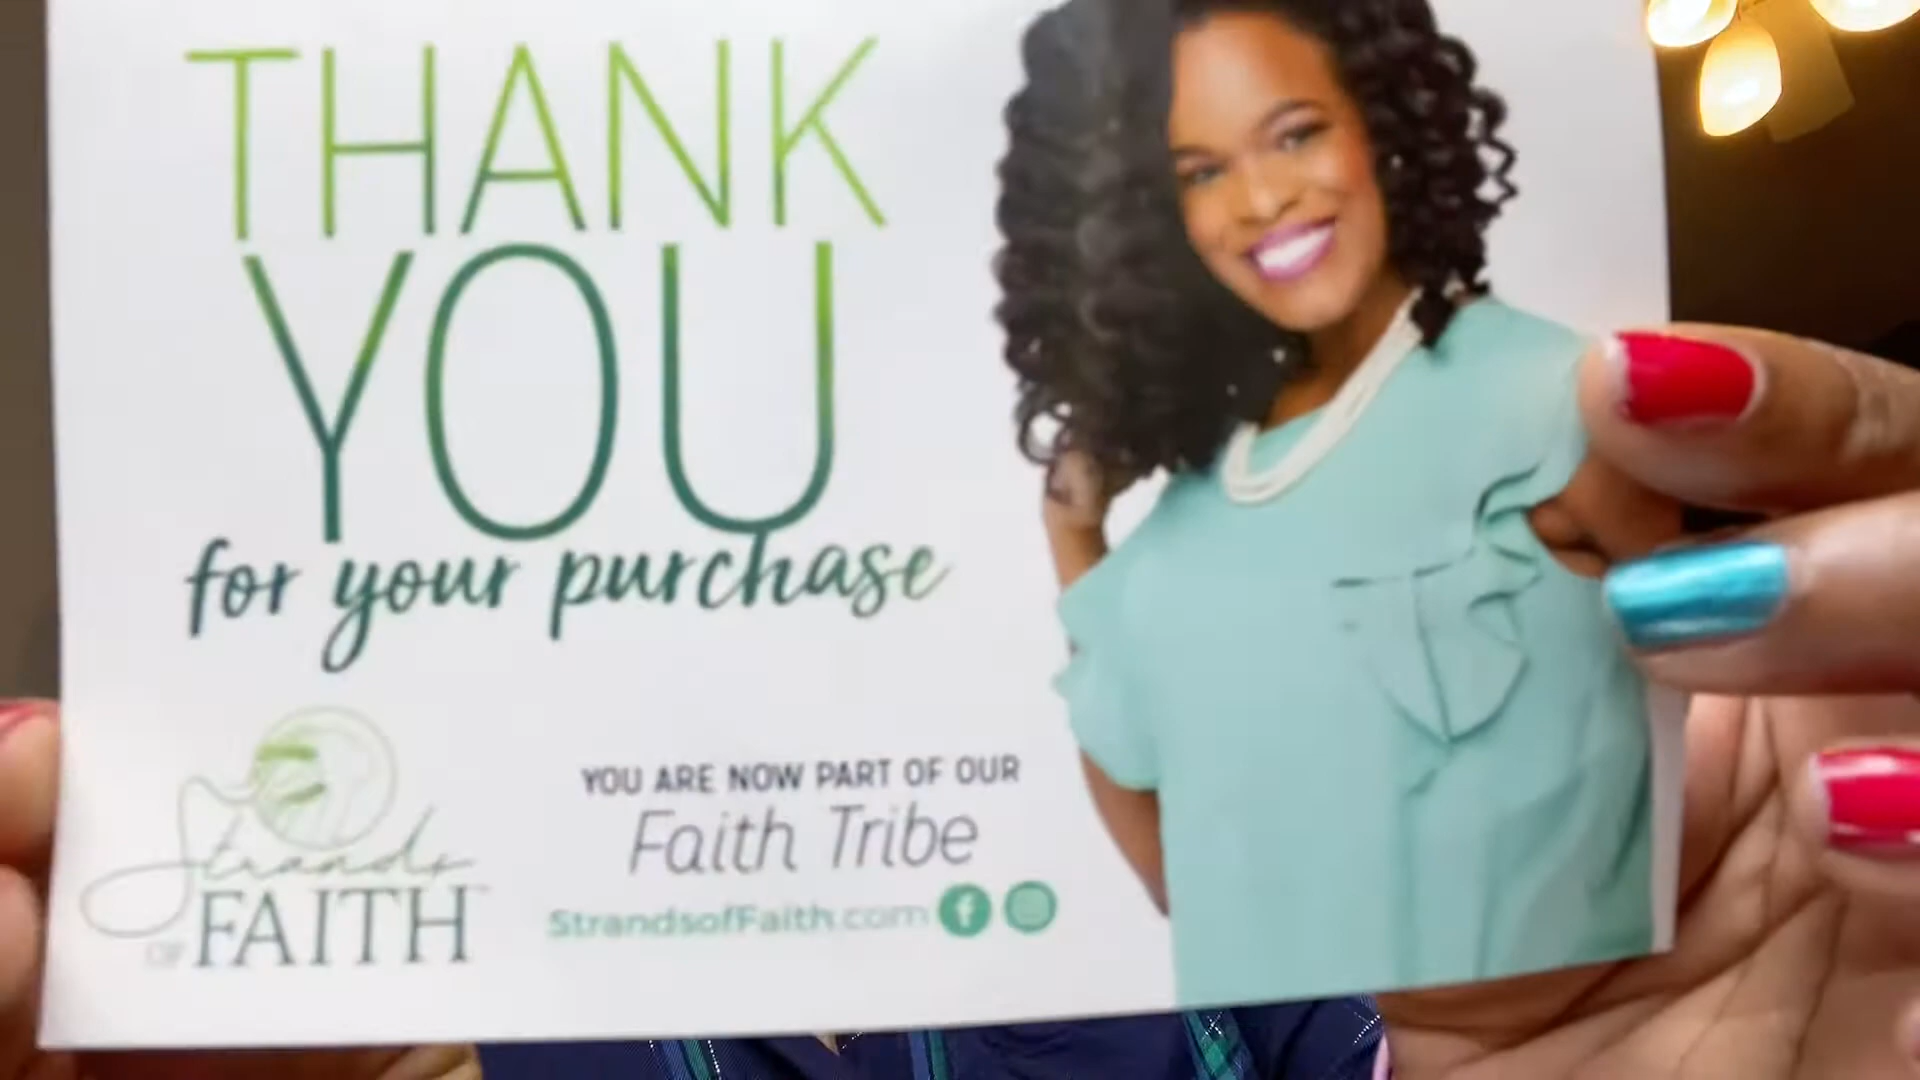 THANK
YOU
for your purchase
Strands
OF FAITH
YOU ARE NOW PART OF OUR
Faith Tribe
StrandsofFaith.com